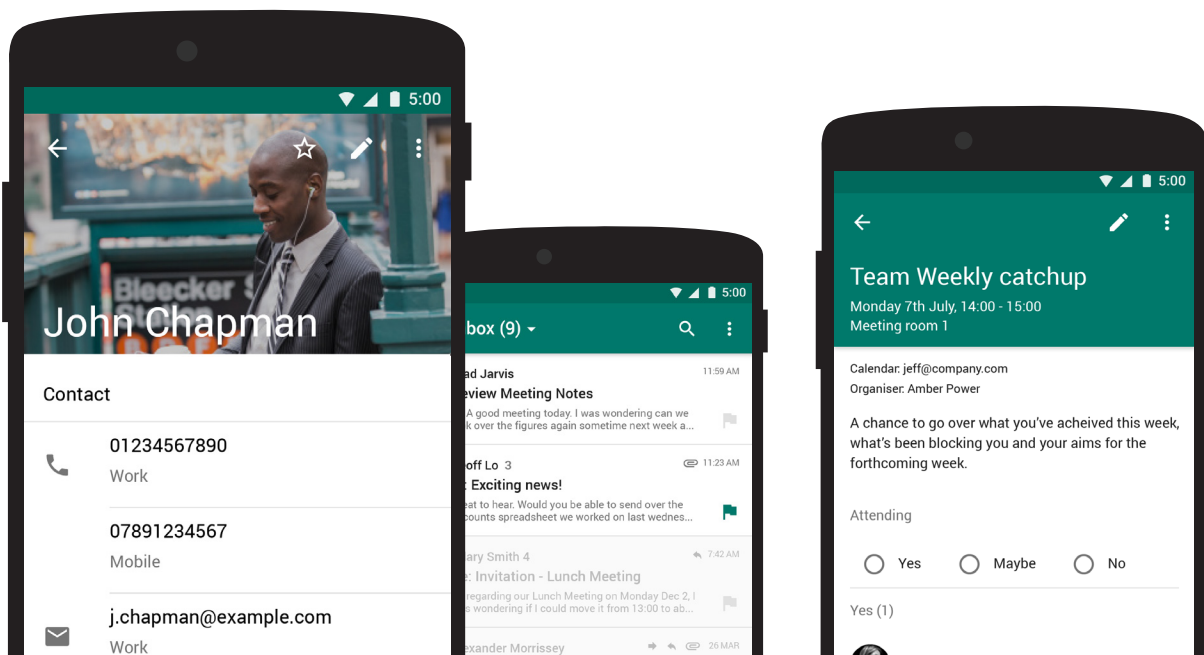 5:00
Bleecker
John Chapman
Contact
01234567890
Work
07891234567
Mobile
j.chapman@example.com
Work
5:00
box (9)
ad Jarvis 11:59 AM
eview Meeting Notes
A good meeting today. I was wondering can we
k over the figures again sometime next week a...
off Lo 3 11:23 AM
: Exciting news!
eat to hear. Would you be able to send over the
counts spreadsheet we worked on last wednes...
ary Smith 4 7:42 AM
e: Invitation - Lunch Meeting
regarding our Lunch Meeting on Monday Dec 2, I
s wondering if I could move it from 13:00 to ab...
exander Morrissey 26 MAR
5:00
Team Weekly catchup
Monday 7th July, 14:00 - 15:00
Meeting room 1
Calendar: jeff@company.com
Organiser: Amber Power
A chance to go over what you've acheived this week,
what's been blocking you and your aims for the
forthcoming week.
Attending
Yes Maybe No
Yes (1)